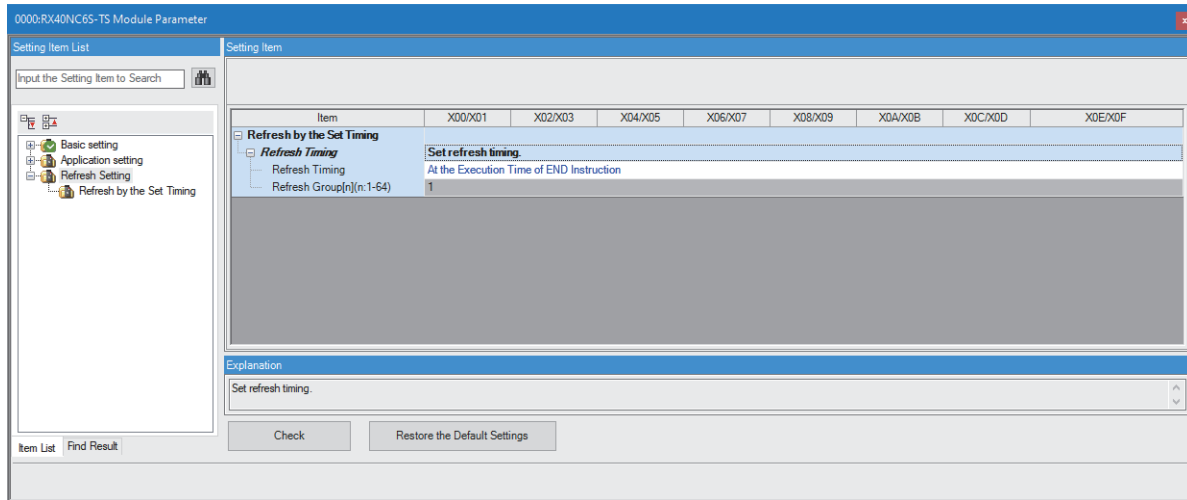 0000:RX40NC6S-TS Module Parameter
x
Setting Item List
Input the Setting Item to Search
Basic setting
Application setting
Refresh Setting
Refresh by the Set Timing
Item List Find Result
Setting Item
Item X00/X01 X02/X03 X04/X05 X06/X07 X08/X09 X0A/X0B X0C/X0D X0E/X0F
Refresh by the Set Timing
Refresh Timing Set refresh timing.
Refresh Timing At the Execution Time of END Instruction
Refresh Group[n](n:1-64) 1
Explanation
Set refresh timing.
Check Restore the Default Settings